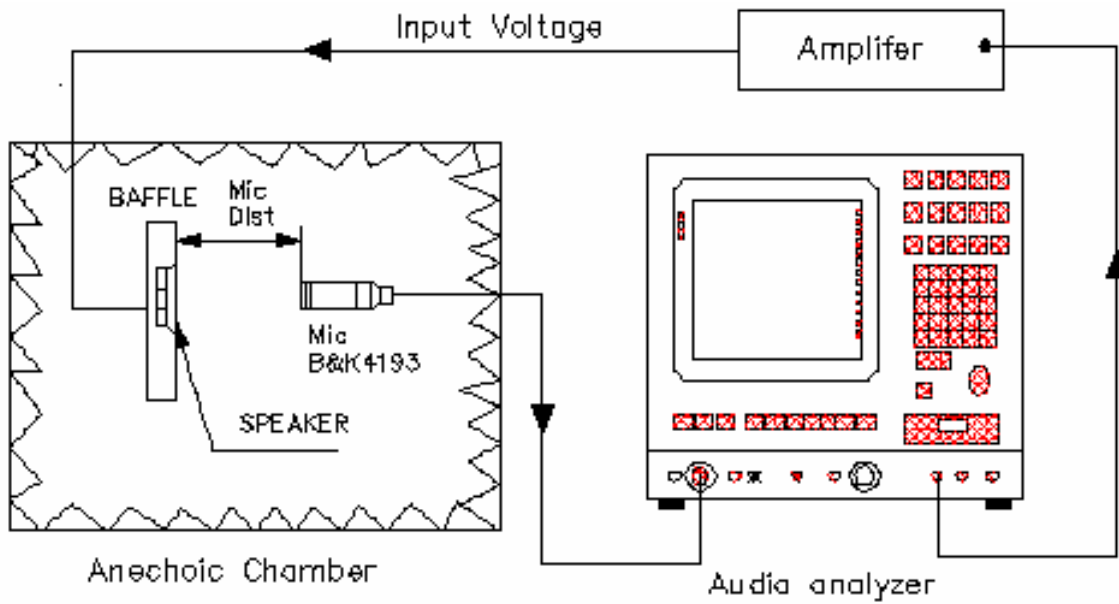 Input Voltage
Amplifer
BAFFLE
Mic
Dist
Mic
B&K4193
SPEAKER
Anechoic Chamber
Audio analyzer